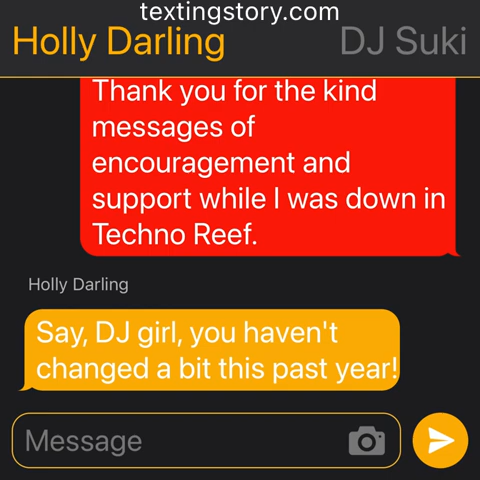 textingstory.com
Holly Darling DJ Suki
Thank you for the kind
messages of
encouragement and
support while I was down in
Techno Reef.
Holly Darling
Say, DJ girl, you haven't
changed a bit this past year!
Message